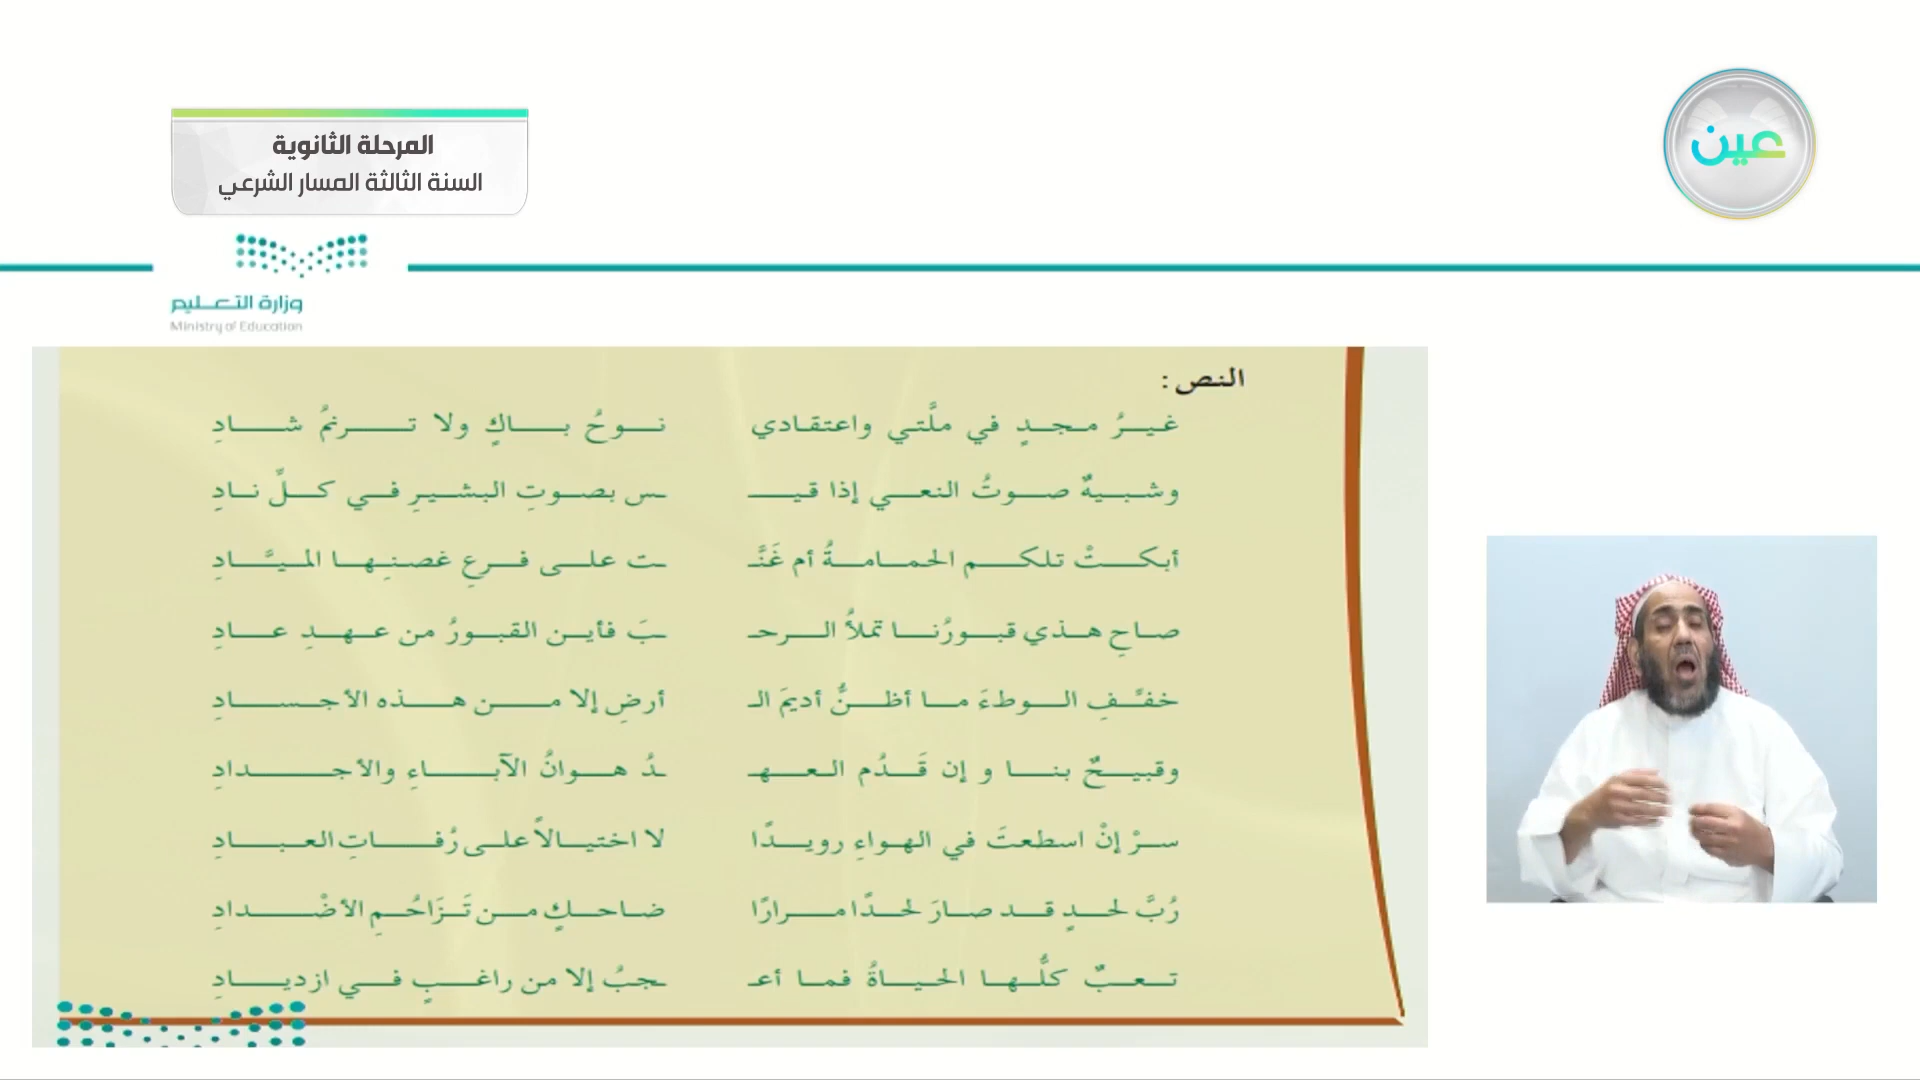 المرحلة الثانوية
السنة الثالثة المسار الشرعي
عين
وزارة التعليم
Ministry of Education
النص :
غيرُ مجدٍ في ملَّتي واعتقادي نوحُ باكٍ ولا ترنمُ شادِ
وشبيهٌ صوتُ النعي إذا قيـ ـس بصوتِ البشيرِ في كلِّ نادِ
أبكتْ تلكم الحمامةُ أم غَنَّـ ـت على فرعِ غصنِها الميَّادِ
صاحِ هذي قبورُنا تملأُ الرحـ ـبَ فأين القبورُ من عهدِ عادِ
خفِّفِ الوطءَ ما أظنُّ أديمَ الـ أرضِ إلا من هذه الأجسادِ
وقبيحٌ بنا و إن قَدُم العهـ ـدُ هوانُ الآباءِ والأجدادِ
سرْ إنْ اسطعتَ في الهواءِ رويدًا لا اختيالاً على رُفاتِ العبادِ
رُبَّ لحدٍ قد صارَ لحدًا مرارًا ضاحكٍ من تَزَاحُمِ الأضْدادِ
تعبٌ كلُّها الحياةُ فما أعـ ـجبُ إلا من راغبٍ في ازديادِ